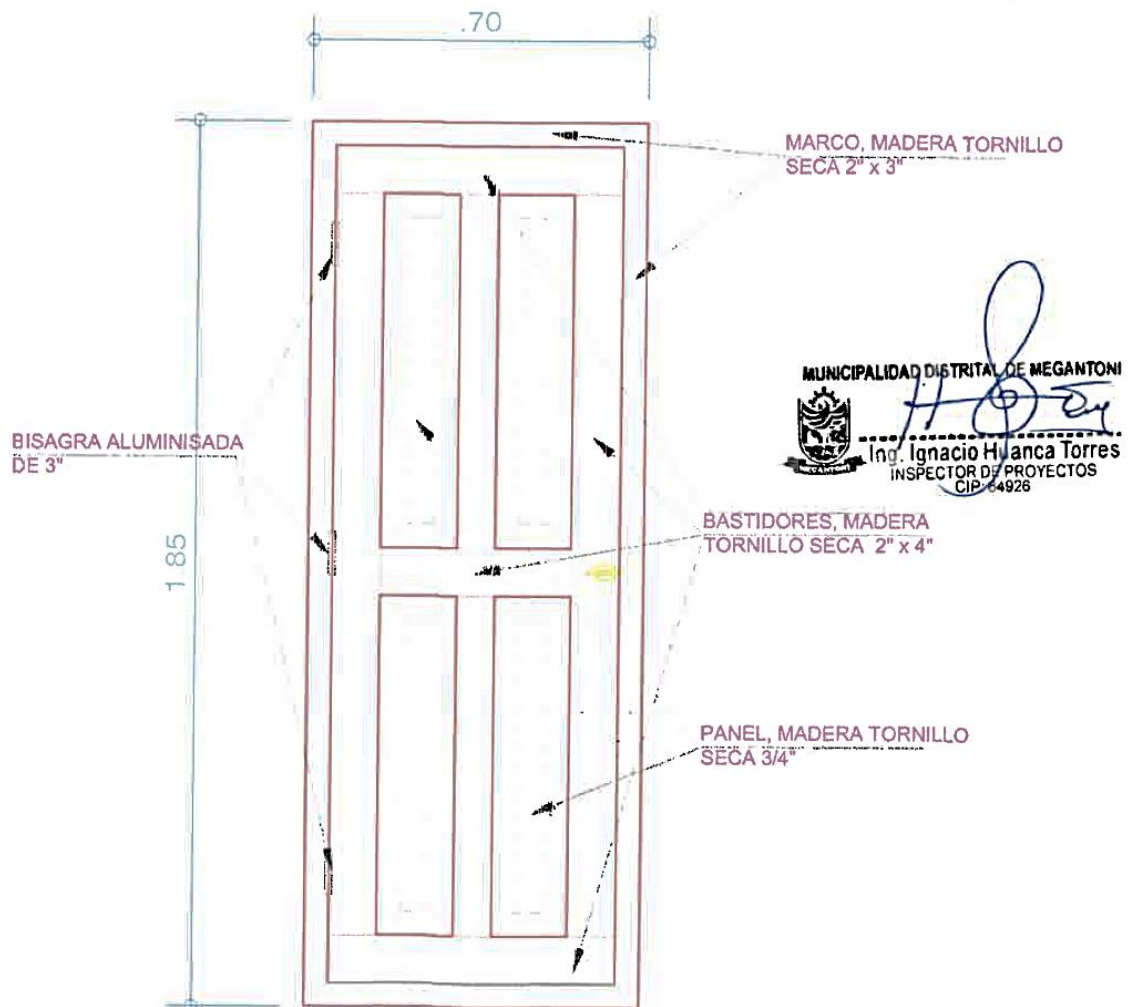 .70
MARCO, MADERA TORNILLO
SECA 2" x 3"
MUNICIPALIDAD DISTRITAL DE MEGANTONI
Ing. Ignacio Huanca Torres
INSPECTOR DE PROYECTOS
BISAGRA ALUMINISADA
DE 3"
1.85
BASTIDORES, MADERA
TORNILLO SECA 2" x 4"
PANEL, MADERA TORNILLO
SECA 3/4"